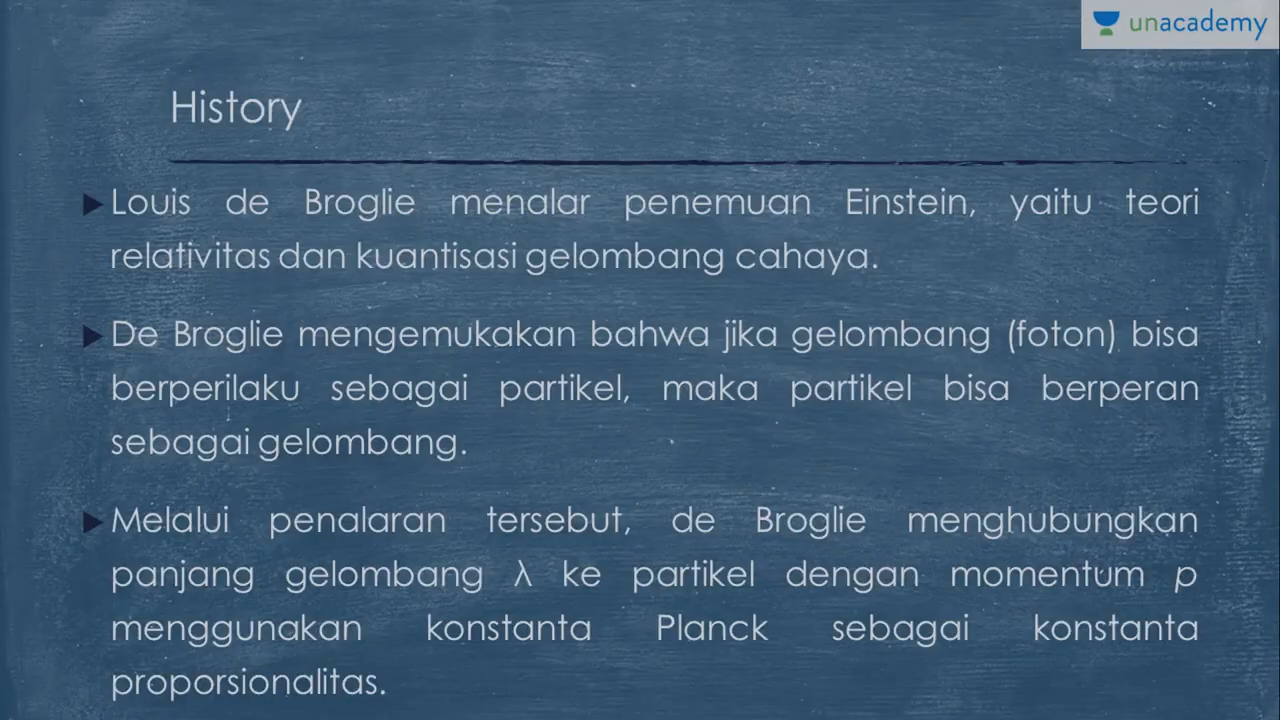 unacademy
History
Louis de Broglie menalar penemuan Einstein, yaitu teori
relativitas dan kuantisasi gelombang cahaya.
De Broglie mengemukakan bahwa jika gelombang (foton) bisa
berperilaku sebagai partikel, maka partikel bisa berperan
sebagai gelombang.
Melalui penalaran tersebut, de Broglie menghubungkan
panjang gelombang λ ke partikel dengan momentum p
menggunakan konstanta Planck sebagai konstanta
proporsionalitas.